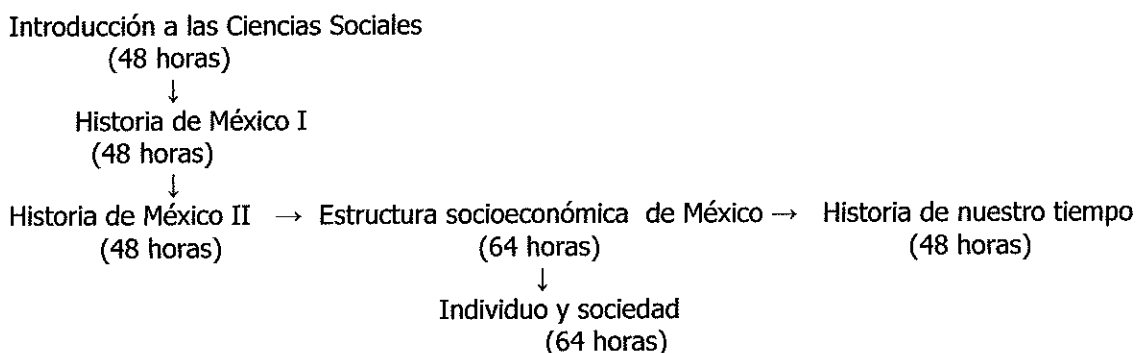 Introducción a las Ciencias Sociales
(48 horas)
↓
Historia de México I
(48 horas)
↓
Historia de México II → Estructura socioeconómica de México → Historia de nuestro tiempo
(48 horas) (64 horas) (48 horas)
↓
Individuo y sociedad
(64 horas)